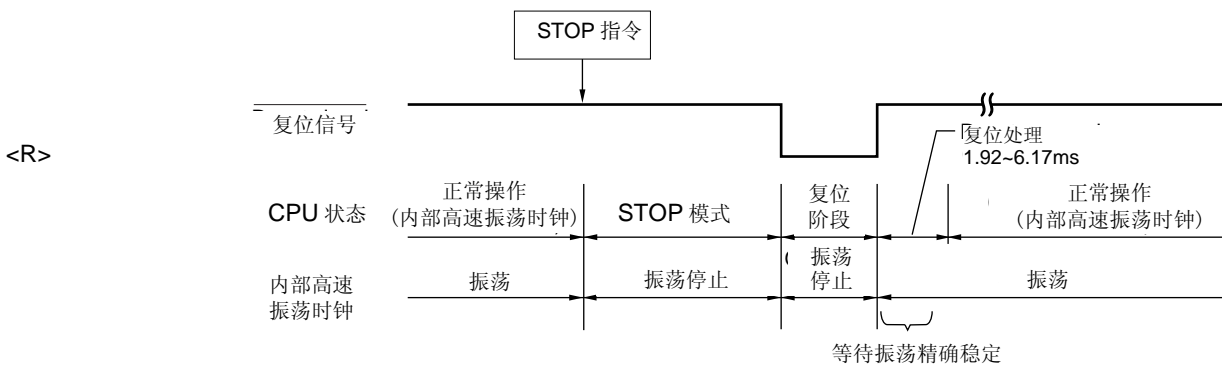 STOP 指令
复位信号
<R>
复位处理
1.92~6.17ms
CPU 状态
正常操作
(内部高速振荡时钟)
STOP 模式
复位
阶段
正常操作
(内部高速振荡时钟)
内部高速
振荡时钟
振荡
振荡停止
振荡
停止
振荡
等待振荡精确稳定